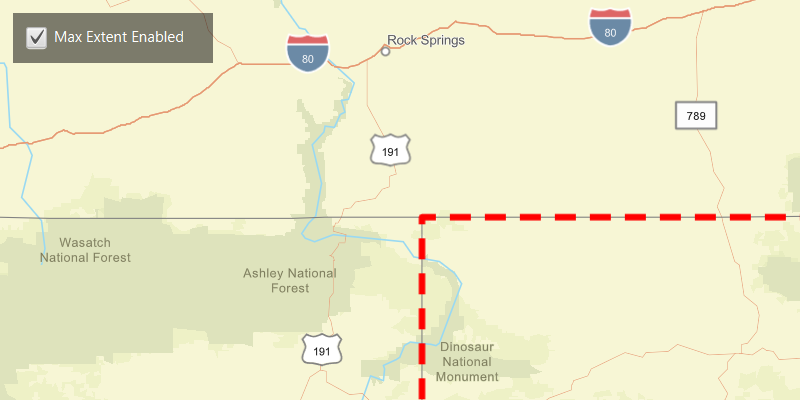 Max Extent Enabled
80
Rock Springs
80
789
191
Wasatch
National Forest
Ashley National
Forest
191
Dinosaur
National
Monument